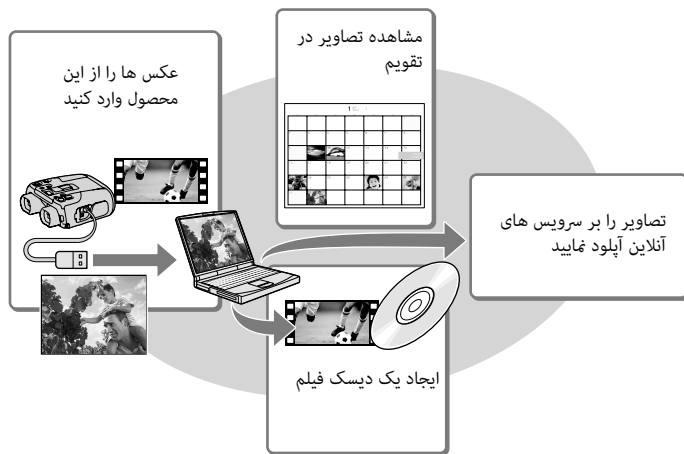 مشاهده تصاویر در
تقویم
عکس ها را از این
محصول وارد کنید
1
تصاویر را بر سرویس های
آنلاین آپلود نمایید
ایجاد یک دیسک فیلم